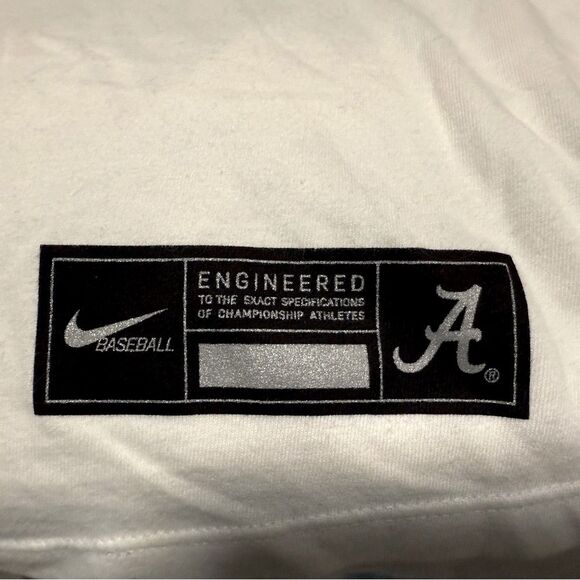 BASEBALL
ENGINEERED
TO THE EXACT SPECIFICATIONS
OF CHAMPIONSHIP ATHLETES
A
®